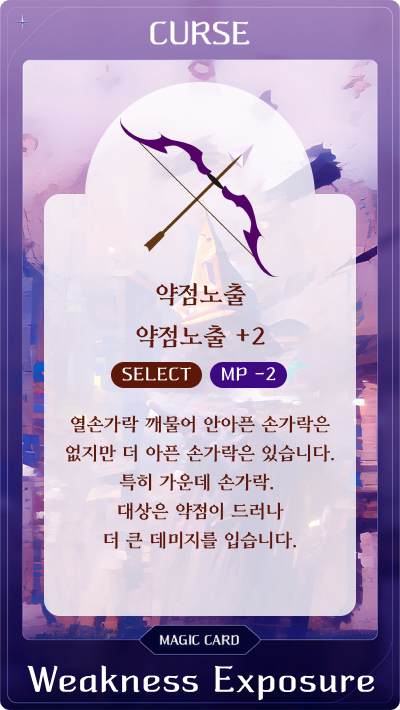 CURSE
약점노출
약점노출 +2
SELECT MP -2
열손가락 깨물어 안아픈 손가락은
없지만 더 아픈 손가락은 있습니다.
특히 가운데 손가락.
대상은 약점이 드러나
더 큰 데미지를 입습니다.
MAGIC CARD
Weakness Exposure